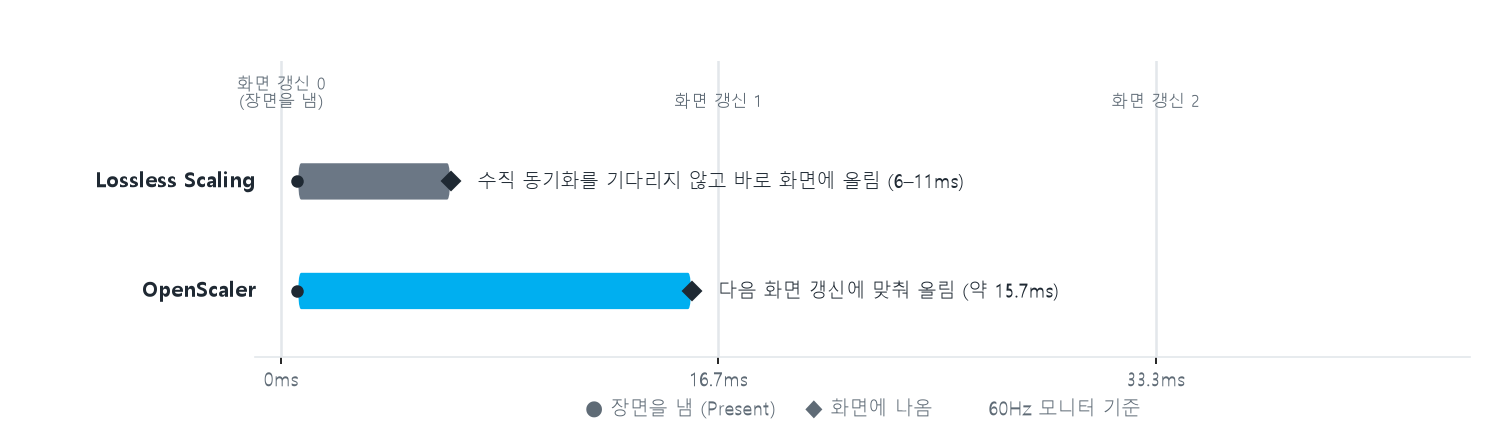 화면 갱신 0
(장면을 냄)
화면 갱신 1
화면 갱신 2
Lossless Scaling
수직 동기화를 기다리지 않고 바로 화면에 올림 (6–11ms)
OpenScaler
다음 화면 갱신에 맞춰 올림 (약 15.7ms)
0ms
16.7ms
33.3ms
장면을 냄 (Present)
화면에 나옴
60Hz 모니터 기준